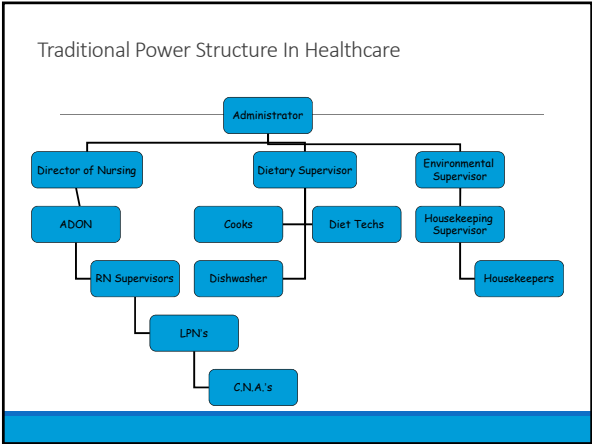 Traditional Power Structure In Healthcare
Administrator
Director of Nursing
Dietary Supervisor
Environmental
Supervisor
ADON
Cooks
Diet Techs
Housekeeping
Supervisor
RN Supervisors
Dishwasher
Housekeepers
LPN's
C.N.A.'s